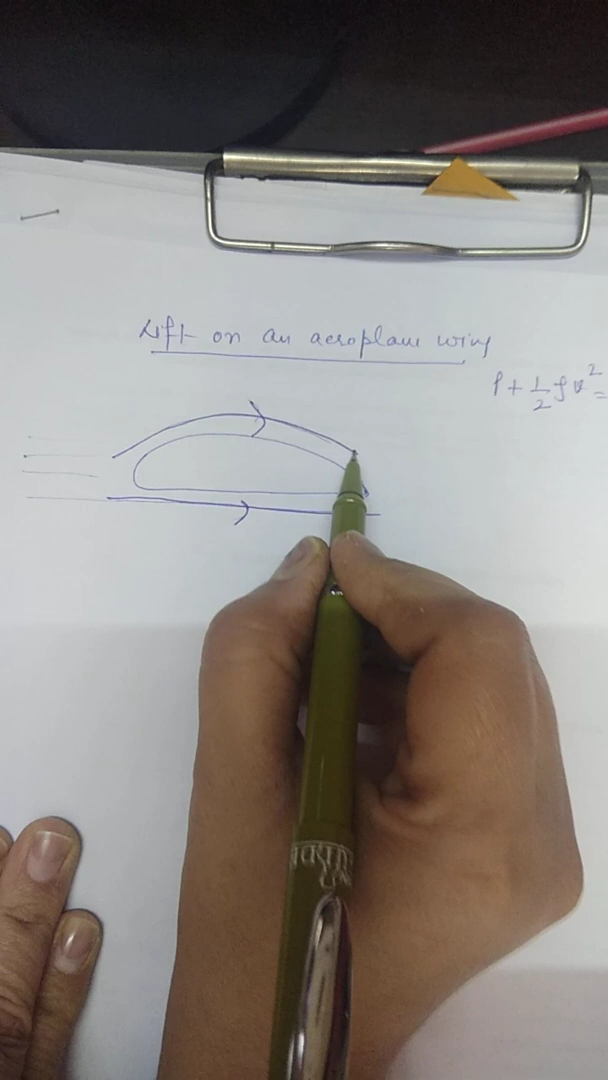 Lift on an aeroplane wing
P + 1/2 ρv² =